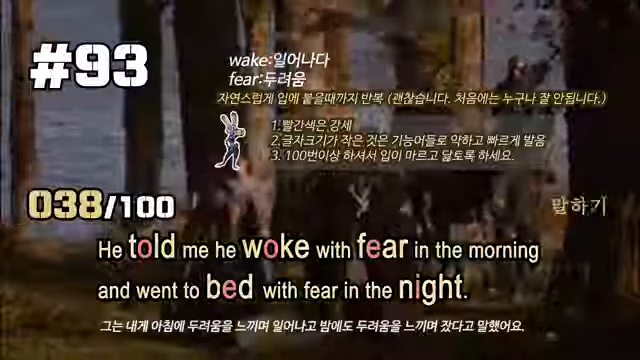 #93
wake:일어나다
fear:두려움
자연스럽게 입에 붙을때까지 반복 (괜찮습니다. 처음에는 누구나 잘 안됩니다.)
1.빨간색은 강세
2.글자크기가 작은 것은 기능어들로 약하고 빠르게 발음
3. 100번이상 하셔서 입이 마르고 닳토록 하세요.
038/100
말하기
He told me he woke with fear in the morning
and went to bed with fear in the night.
그는 내게 아침에 두려움을 느끼며 일어나고 밤에도 두려움을 느끼며 잤다고 말했어요.